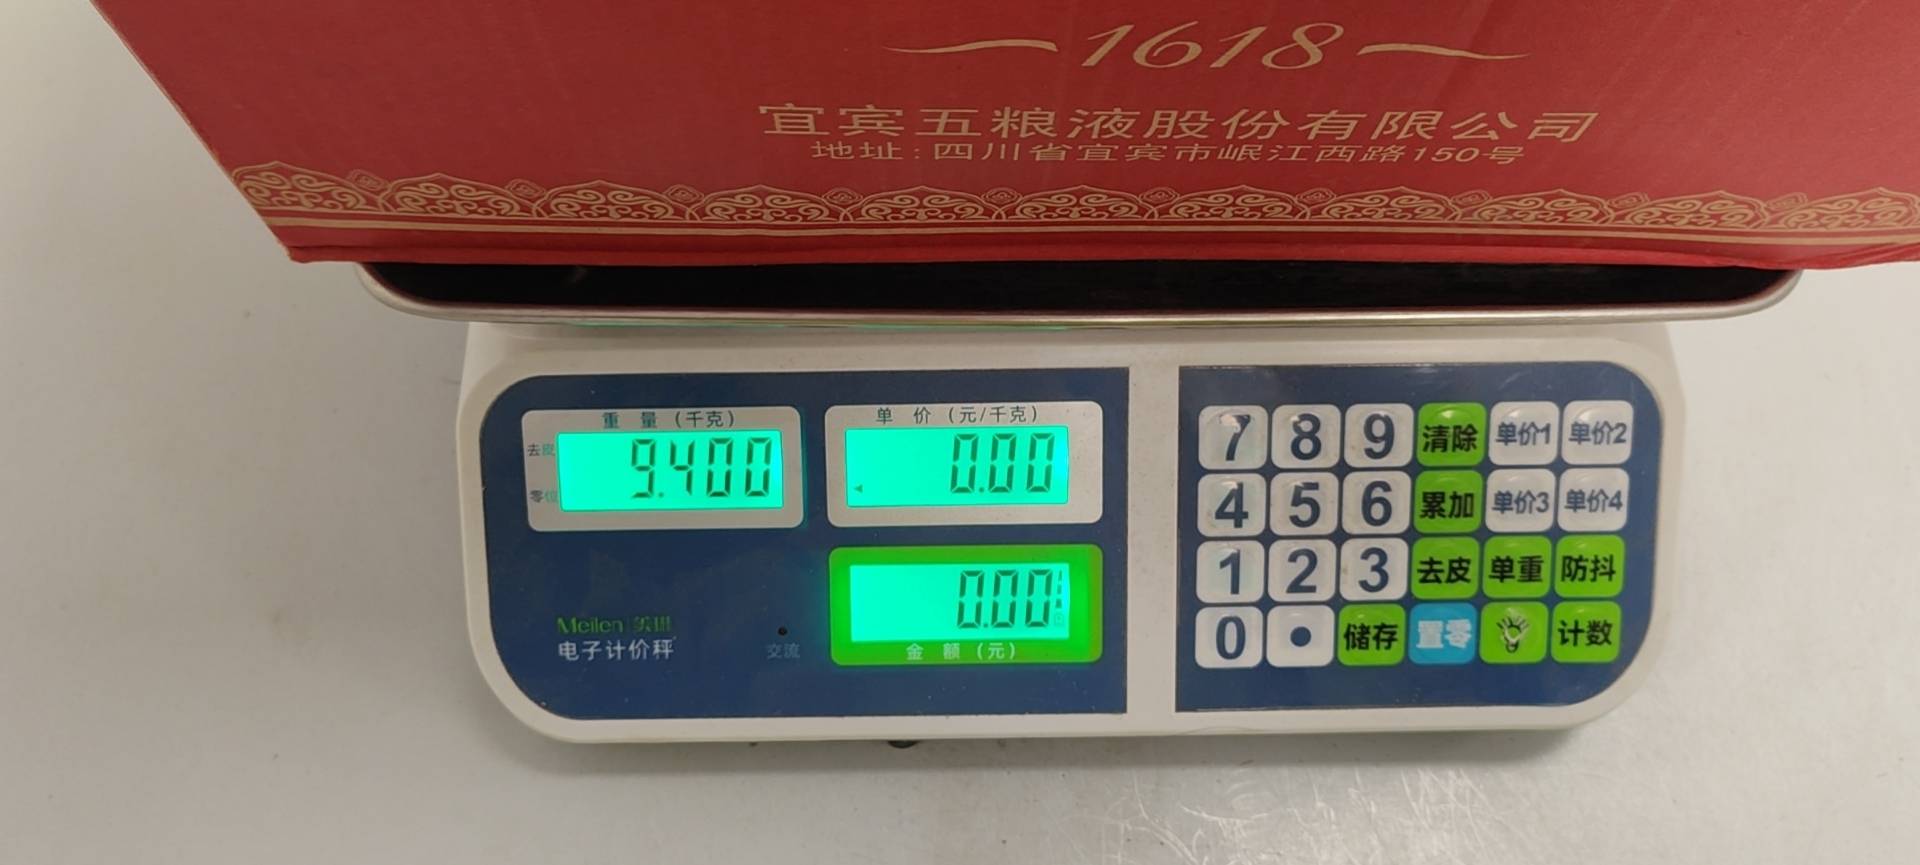 1618
宜宾五粮液股份有限公司
地址:四川省宜宾市岷江西路150号
重 量 (千克)
去皮
9.400
零位
单 价 (元/千克)
0.00
0.00
金 额 (元)
Meilen
电子计价秤
交流
7 8 9 清除 单价1 单价2
4 5 6 累加 单价3 单价4
1 2 3 去皮 单重 防抖
0 • 储存 置零 计数